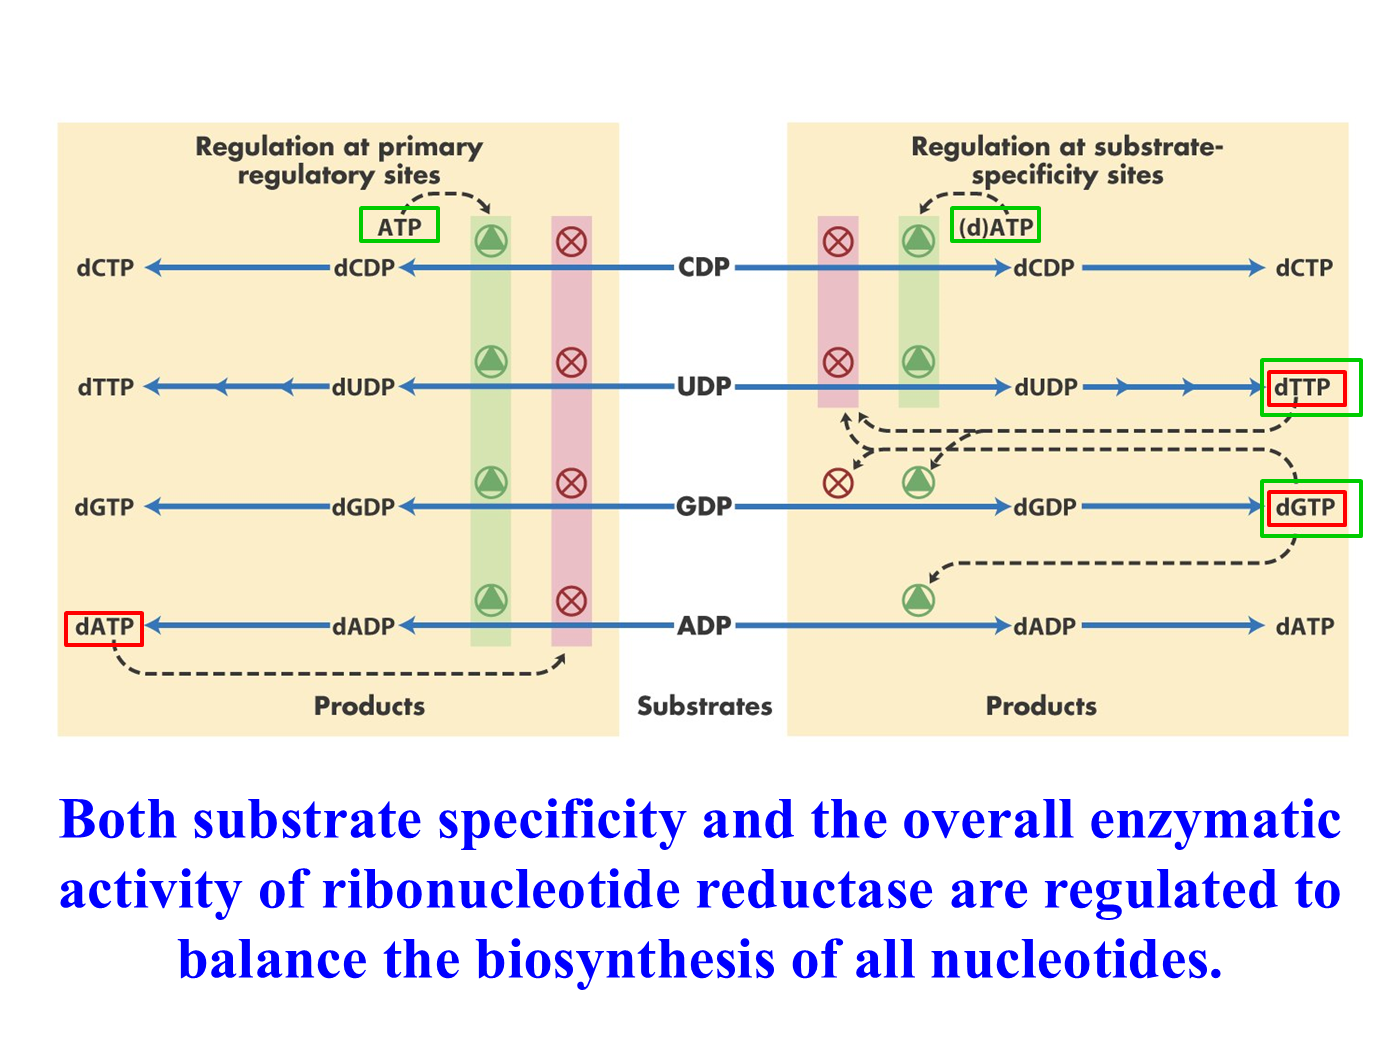 Regulation at primary
regulatory sites
Regulation at substrate-
specificity sites
ATP
(d)ATP
dCTP dCDP CDP dCDP dCTP
dTTP dUDP UDP dUDP dTTP
dGTP dGDP GDP dGDP dGTP
dATP dADP ADP dADP dATP
Products Substrates Products
Both substrate specificity and the overall enzymatic
activity of ribonucleotide reductase are regulated to
balance the biosynthesis of all nucleotides.